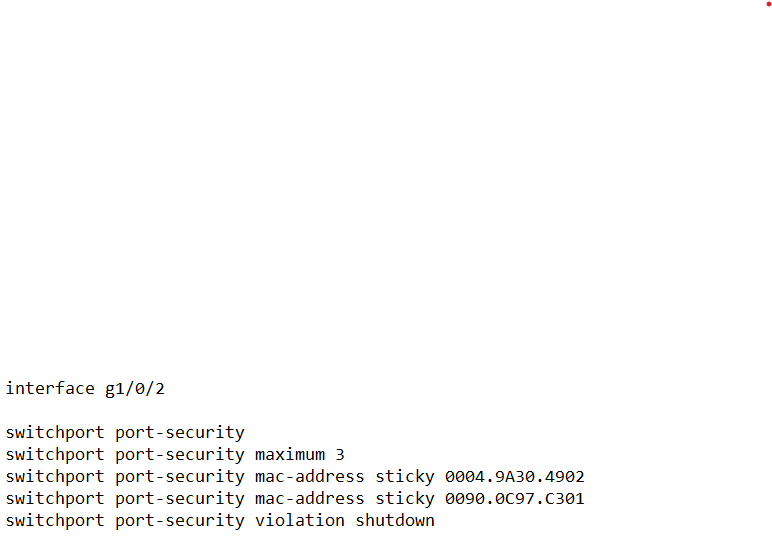 interface g1/0/2
switchport port-security
switchport port-security maximum 3
switchport port-security mac-address sticky 0004.9A30.4902
switchport port-security mac-address sticky 0090.0C97.C301
switchport port-security violation shutdown